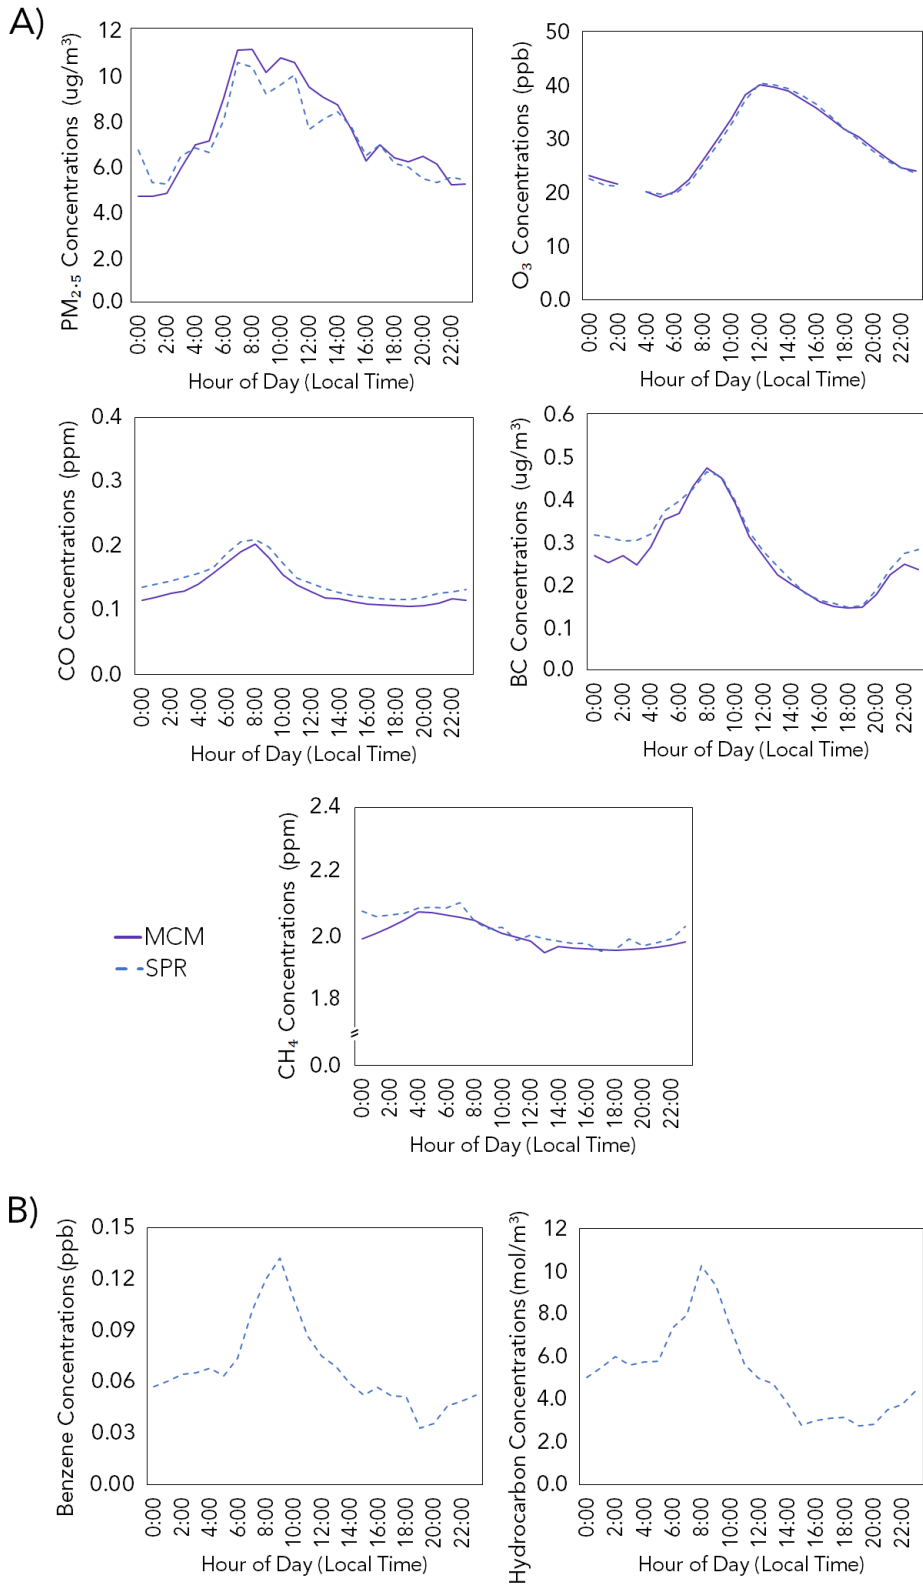 A)
PM2.5 Concentrations (ug/m3)
12
10
8.0
6.0
4.0
2.0
0.0
0:00 2:00 4:00 6:00 8:00 10:00 12:00 14:00 16:00 18:00 20:00 22:00
Hour of Day (Local Time)
O3 Concentrations (ppb)
50
40
30
20
10
0.0
0:00 2:00 4:00 6:00 8:00 10:00 12:00 14:00 16:00 18:00 20:00 22:00
Hour of Day (Local Time)
CO Concentrations (ppm)
0.4
0.3
0.2
0.1
0.0
0:00 2:00 4:00 6:00 8:00 10:00 12:00 14:00 16:00 18:00 20:00 22:00
Hour of Day (Local Time)
BC Concentrations (ug/m3)
0.6
0.5
0.4
0.3
0.2
0.1
0.0
0:00 2:00 4:00 6:00 8:00 10:00 12:00 14:00 16:00 18:00 20:00 22:00
Hour of Day (Local Time)
MCM
SPR
CH4 Concentrations (ppm)
2.4
2.2
2.0
1.8
0.0
0:00 2:00 4:00 6:00 8:00 10:00 12:00 14:00 16:00 18:00 20:00 22:00
Hour of Day (Local Time)
B)
Benzene Concentrations (ppb)
0.15
0.12
0.09
0.06
0.03
0.00
0:00 2:00 4:00 6:00 8:00 10:00 12:00 14:00 16:00 18:00 20:00 22:00
Hour of Day (Local Time)
Hydrocarbon Concentrations (mol/m3)
12
10
8.0
6.0
4.0
2.0
0.0
0:00 2:00 4:00 6:00 8:00 10:00 12:00 14:00 16:00 18:00 20:00 22:00
Hour of Day (Local Time)